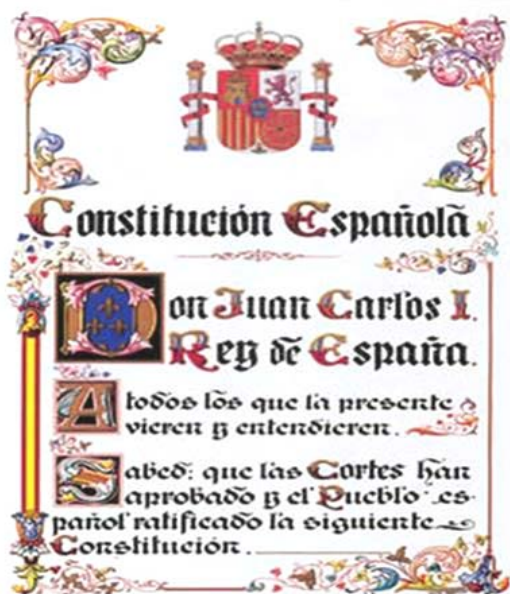 Constitución Española
Don Juan Carlos I.
Rey de España.
A todos los que la presente
vieren y entendieren.
Sabed: que las Cortes han
aprobado y el Pueblo es-
pañol ratificado la siguiente
Constitución.